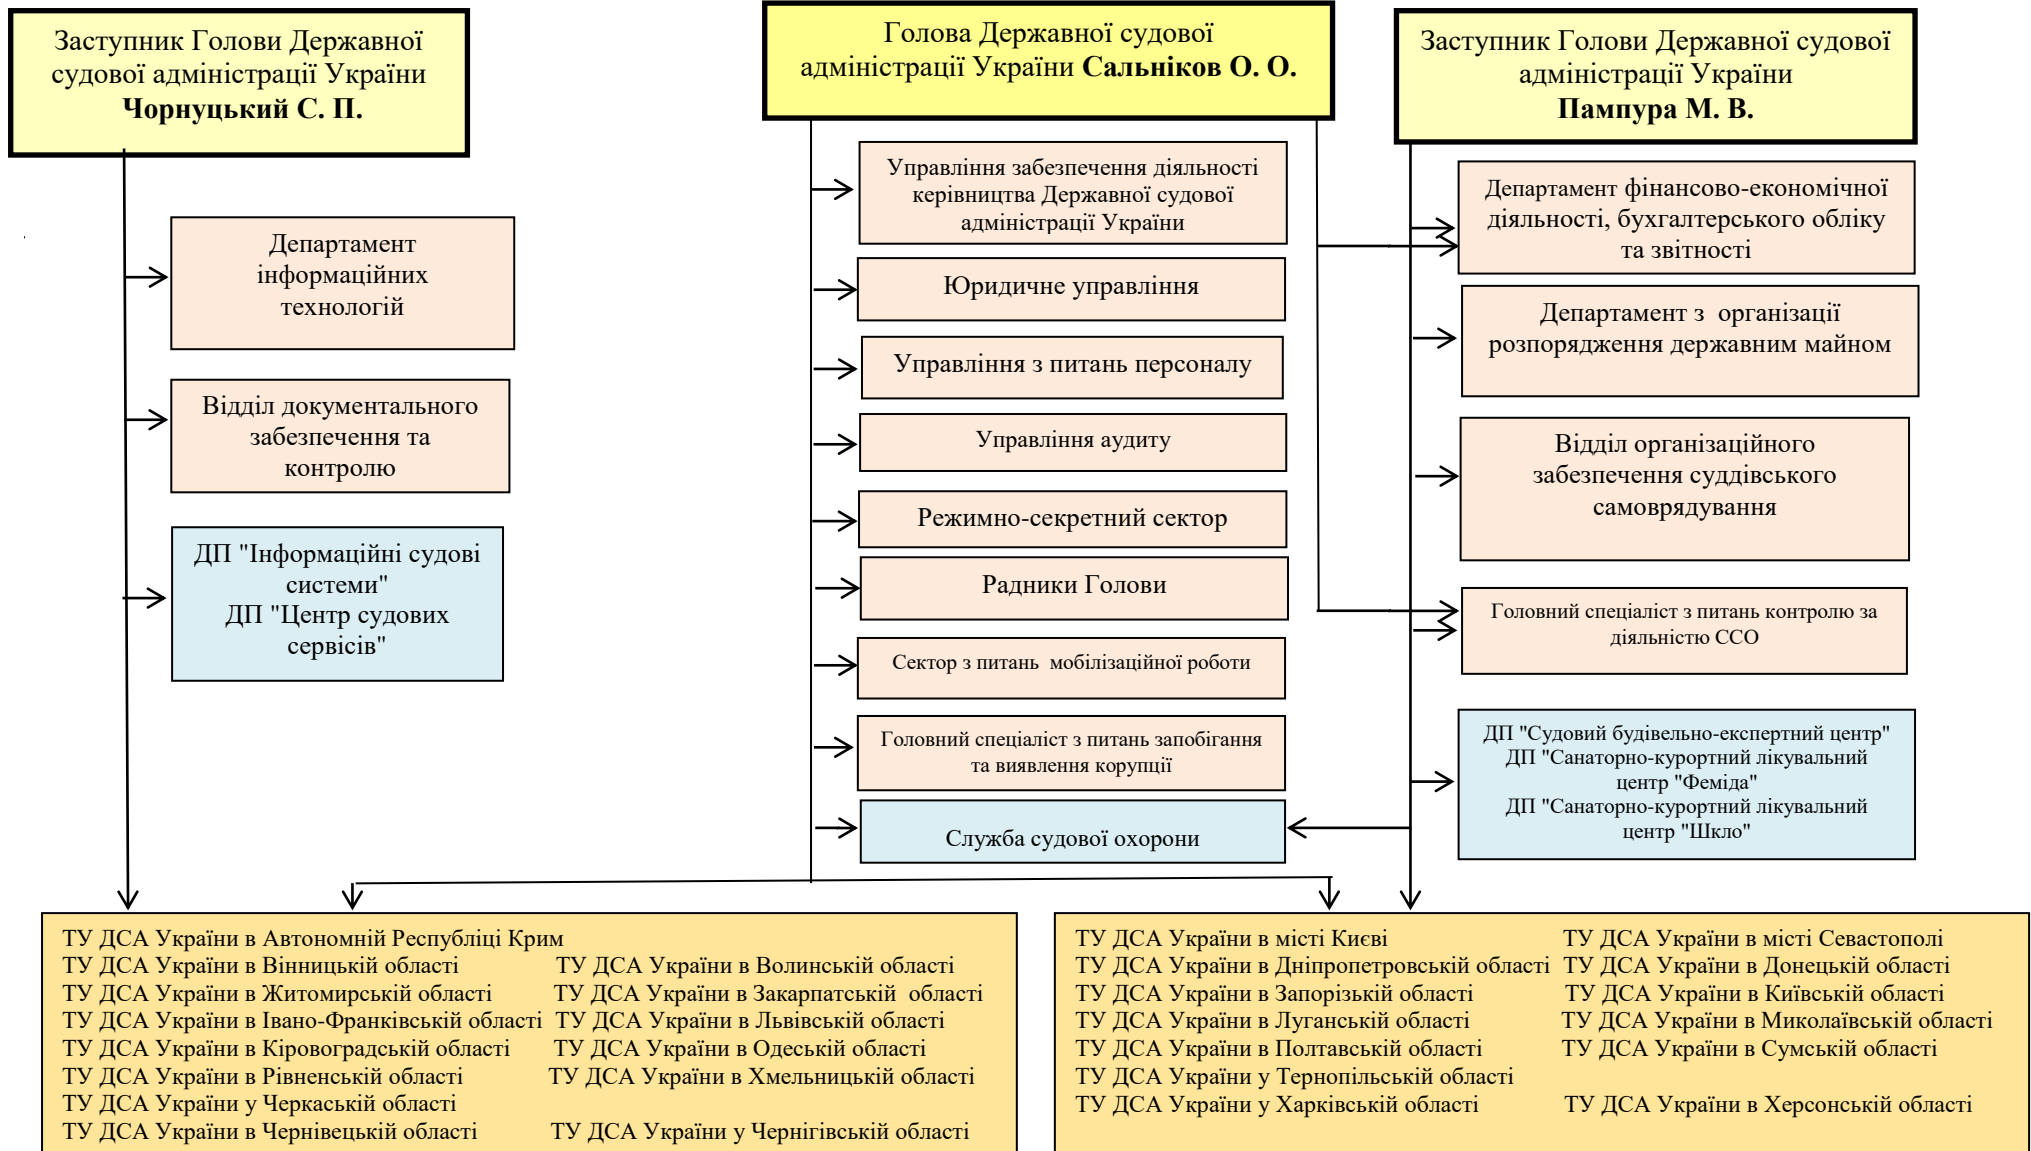 Заступник Голови Державної
судової адміністрації України
Чорнуцький С. П.
Голова Державної судової
адміністрації України Сальніков О. О.
Заступник Голови Державної судової
адміністрації України
Пампура М. В.
Департамент
інформаційних
технологій
Відділ документального
забезпечення та
контролю
ДП "Інформаційні судові
системи"
ДП "Центр судових
сервісів"
Управління забезпечення діяльності
керівництва Державної судової
адміністрації України
Юридичне управління
Управління з питань персоналу
Управління аудиту
Режимно-секретний сектор
Радники Голови
Сектор з питань  мобілізаційної роботи
Головний спеціаліст з питань запобігання
та виявлення корупції
Служба судової охорони
Департамент фінансово-економічної
діяльності, бухгалтерського обліку
та звітності
Департамент з  організації
розпорядження державним майном
Відділ організаційного
забезпечення суддівського
самоврядування
Головний спеціаліст з питань контролю за
діяльністю ССО
ДП "Судовий будівельно-експертний центр"
ДП "Санаторно-курортний лікувальний
центр "Феміда"
ДП "Санаторно-курортний лікувальний
центр "Шкло"
ТУ ДСА України в Автономній Республіці Крим
ТУ ДСА України в Вінницькій області ТУ ДСА України в Волинській області
ТУ ДСА України в Житомирській області ТУ ДСА України в Закарпатській  області
ТУ ДСА України в Івано-Франківській області ТУ ДСА України в Львівській області
ТУ ДСА України в Кіровоградській області ТУ ДСА України в Одеській області
ТУ ДСА України в Рівненській області ТУ ДСА України в Хмельницькій області
ТУ ДСА України у Черкаській області
ТУ ДСА України в Чернівецькій області ТУ ДСА України у Чернігівській області
ТУ ДСА України в місті Києві ТУ ДСА України в місті Севастополі
ТУ ДСА України в Дніпропетровській області ТУ ДСА України в Донецькій області
ТУ ДСА України в Запорізькій області ТУ ДСА України в Київській області
ТУ ДСА України в Луганській області ТУ ДСА України в Миколаївській області
ТУ ДСА України в Полтавській області ТУ ДСА України в Сумській області
ТУ ДСА України у Тернопільській області
ТУ ДСА України у Харківській області ТУ ДСА України в Херсонській області